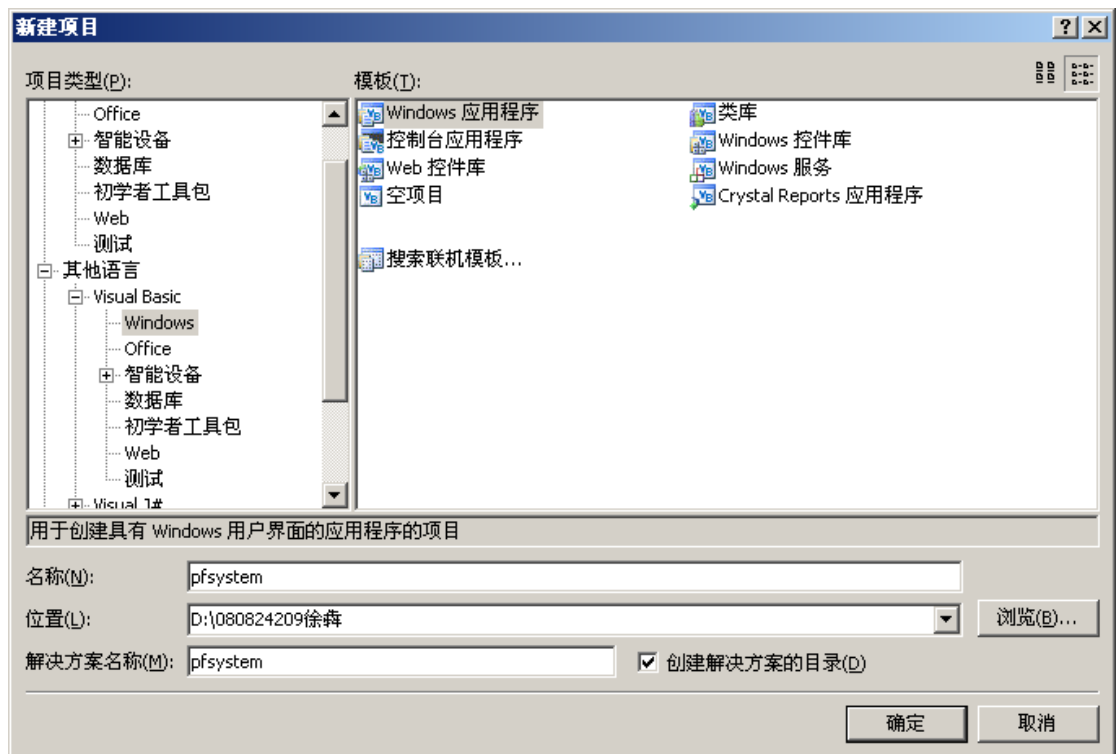 新建项目
项目类型(P):
模板(T):
Office
智能设备
数据库
初学者工具包
Web
测试
其他语言
Visual Basic
Windows
Office
智能设备
数据库
初学者工具包
Web
测试
Visual J#
Windows 应用程序
类库
控制台应用程序
Windows 控件库
Web 控件库
Windows 服务
空项目
Crystal Reports 应用程序
搜索联机模板...
用于创建具有 Windows 用户界面的应用程序的项目
名称(N):
pfsystem
位置(L):
D:\080824209徐犇
浏览(B)...
解决方案名称(M):
pfsystem
创建解决方案的目录(D)
确定
取消